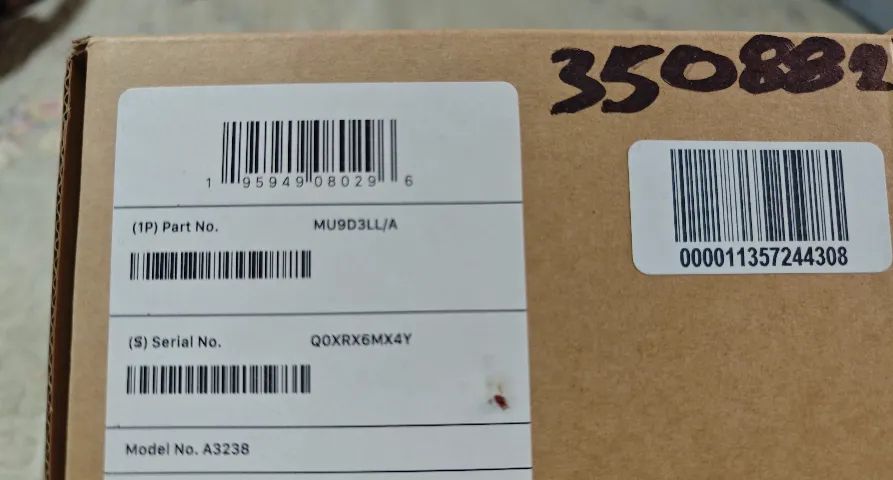 350882
1 95949 08029 6
000011357244308
(1P) Part No. MU9D3LL/A
(S) Serial No. Q0XRX6MX4Y
Model No. A3238